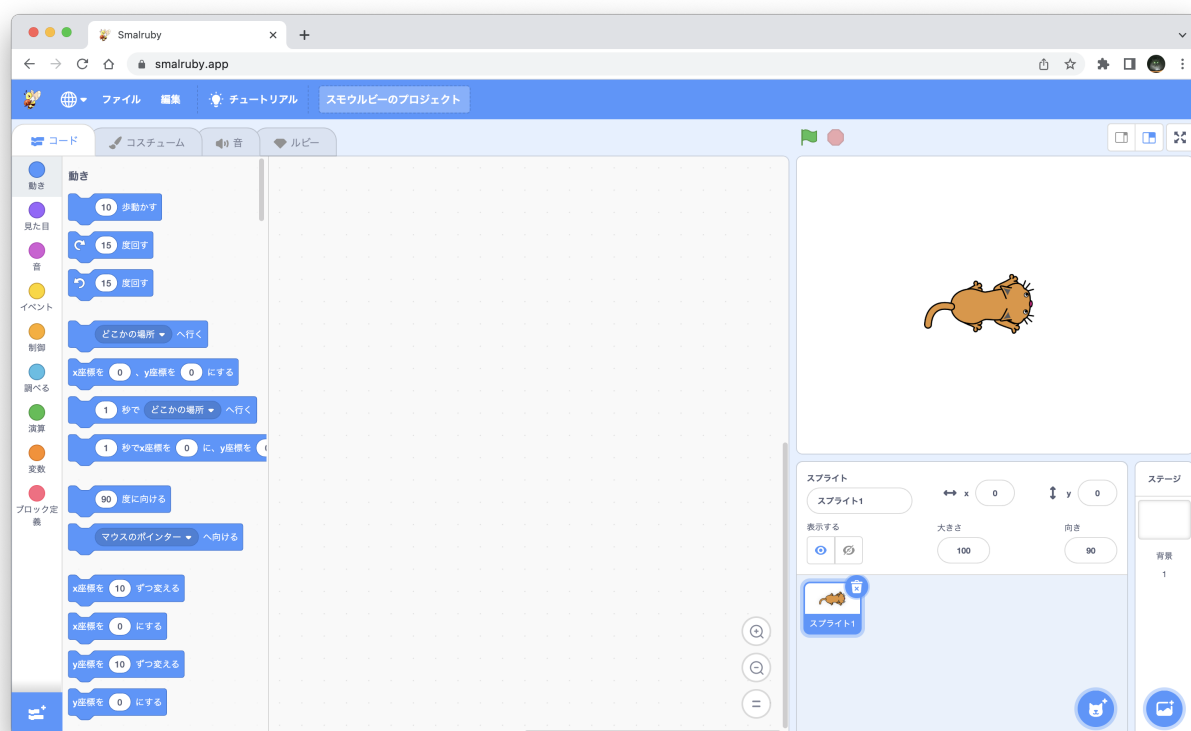 Smalruby
smalruby.app
ファイル 編集 チュートリアル スモウルビーのプロジェクト
コード コスチューム 音 ルビー
動き
見た目
音
イベント
制御
調べる
演算
変数
ブロック定義
動き
10 歩動かす
15 度回す
15 度回す
どこかの場所 へ行く
x座標を 0 、y座標を 0 にする
1 秒で どこかの場所 へ行く
1 秒でx座標を 0 に、y座標を
90 度に向ける
マウスのポインター へ向ける
x座標を 10 ずつ変える
x座標を 0 にする
y座標を 10 ずつ変える
y座標を 0 にする
スプライト
スプライト1 x 0 y 0
表示する 大きさ 向き
100 90
スプライト1
ステージ
背景
1